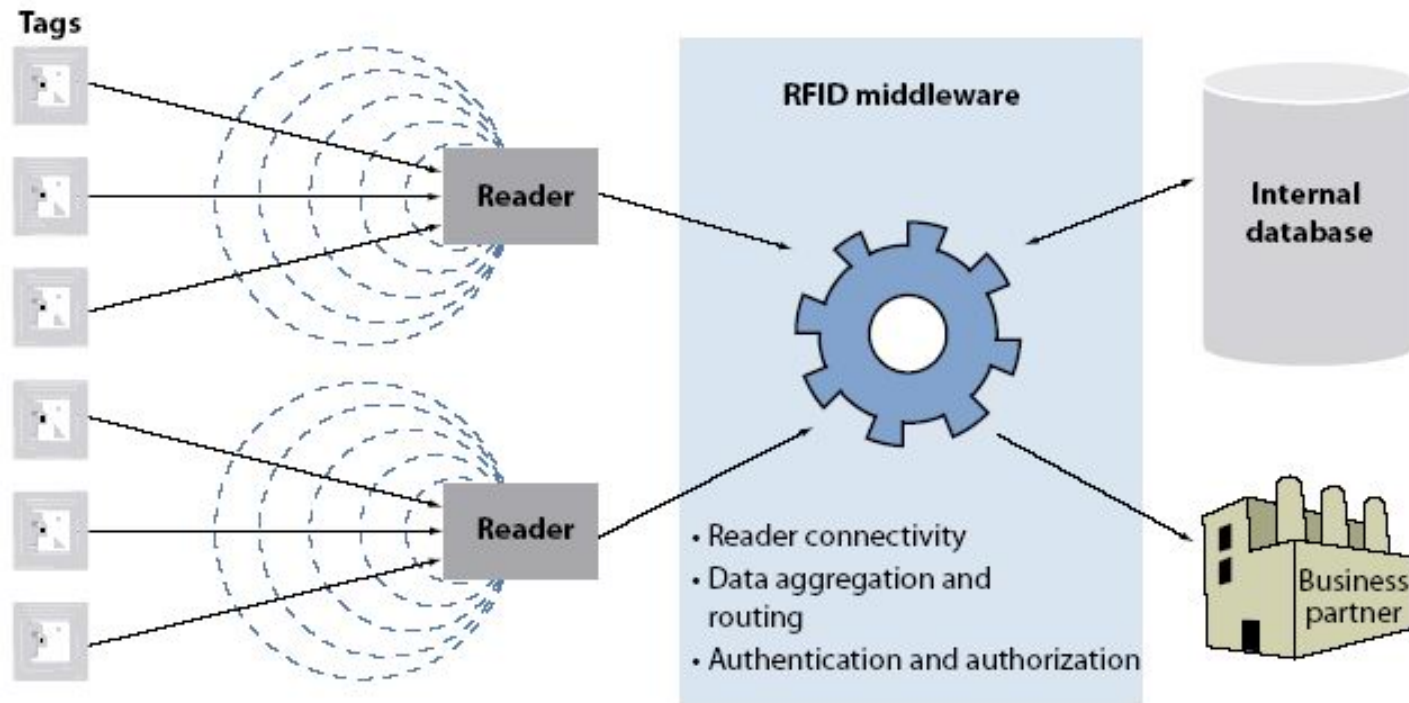 Tags
Reader
Reader
RFID middleware
• Reader connectivity
• Data aggregation and
routing
• Authentication and authorization
Internal
database
Business
partner